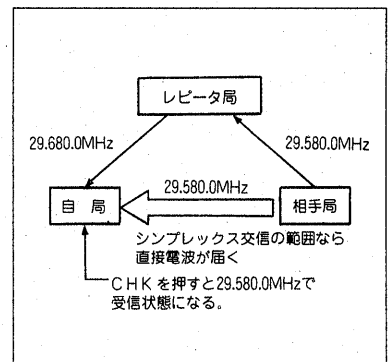 レピータ局
29.680.0MHz
29.580.0MHz
29.580.0MHz
自 局
相手局
シンプレックス交信の範囲なら
直接電波が届く
CHKを押すと29.580.0MHzで
受信状態になる。